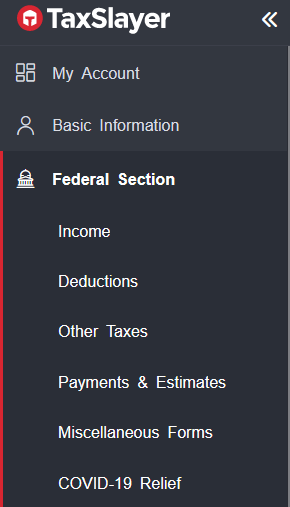 TaxSlayer
My Account
Basic Information
Federal Section
Income
Deductions
Other Taxes
Payments & Estimates
Miscellaneous Forms
COVID-19 Relief